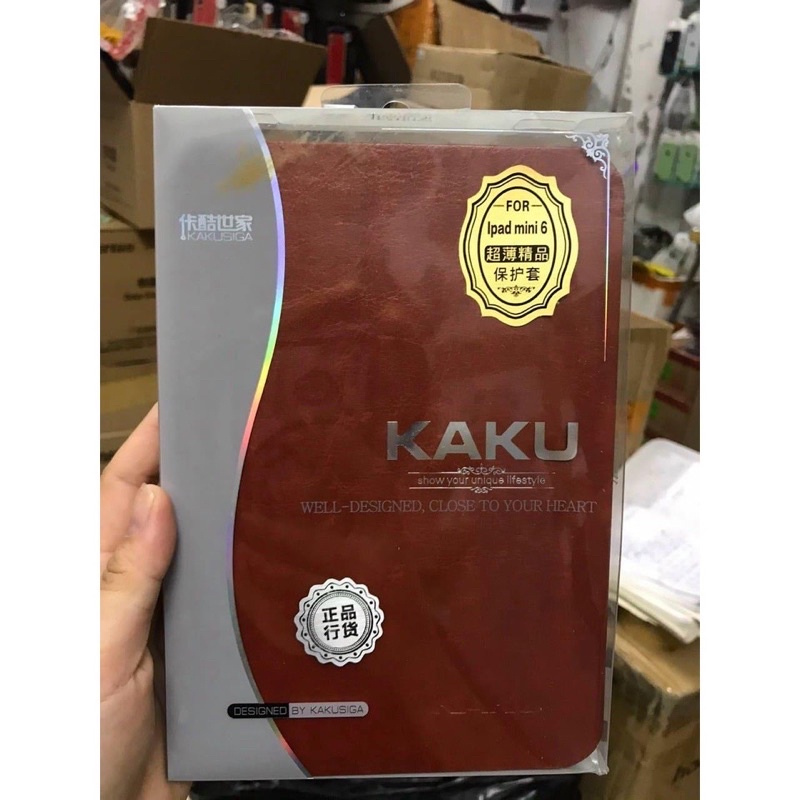 佧酷世家
KAKUSIGA
FOR
Ipad mini 6
超薄精品
保护套
KAKU
show your unique lifestyle
WELL-DESIGNED, CLOSE TO YOUR HEART
正品
行货
DESIGNED BY KAKUSIGA